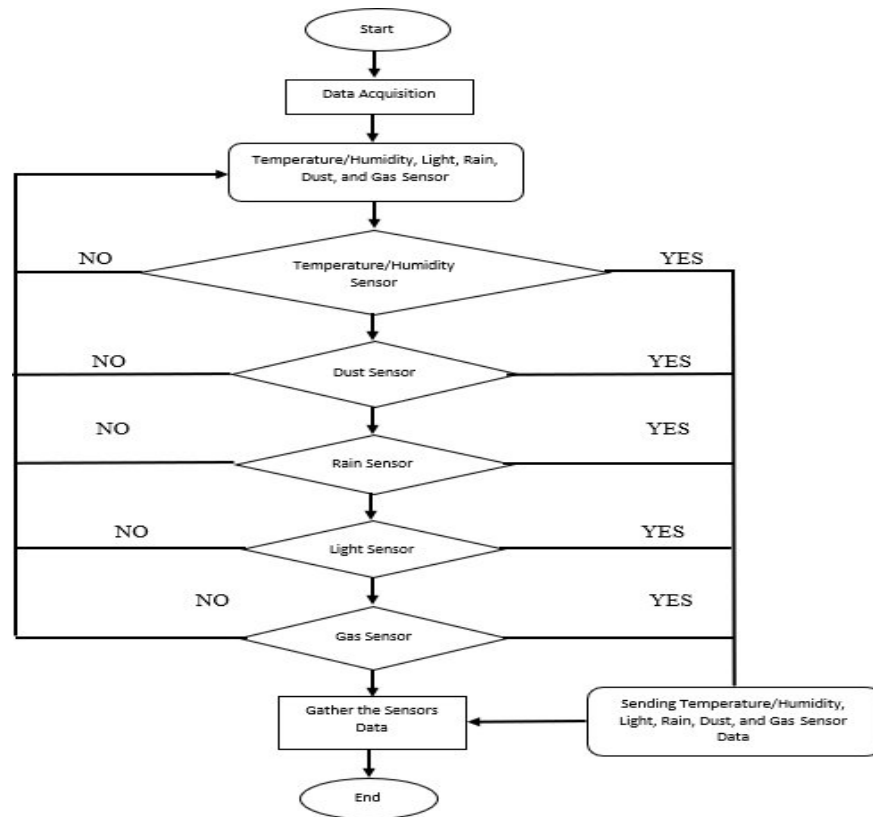 Start
Data Acquisition
Temperature/Humidity, Light, Rain,
Dust, and Gas Sensor
NO
Temperature/Humidity
Sensor
YES
NO
Dust Sensor
YES
NO
Rain Sensor
YES
NO
Light Sensor
YES
NO
Gas Sensor
YES
Gather the Sensors
Data
Sending Temperature/Humidity,
Light, Rain, Dust, and Gas Sensor
Data
End